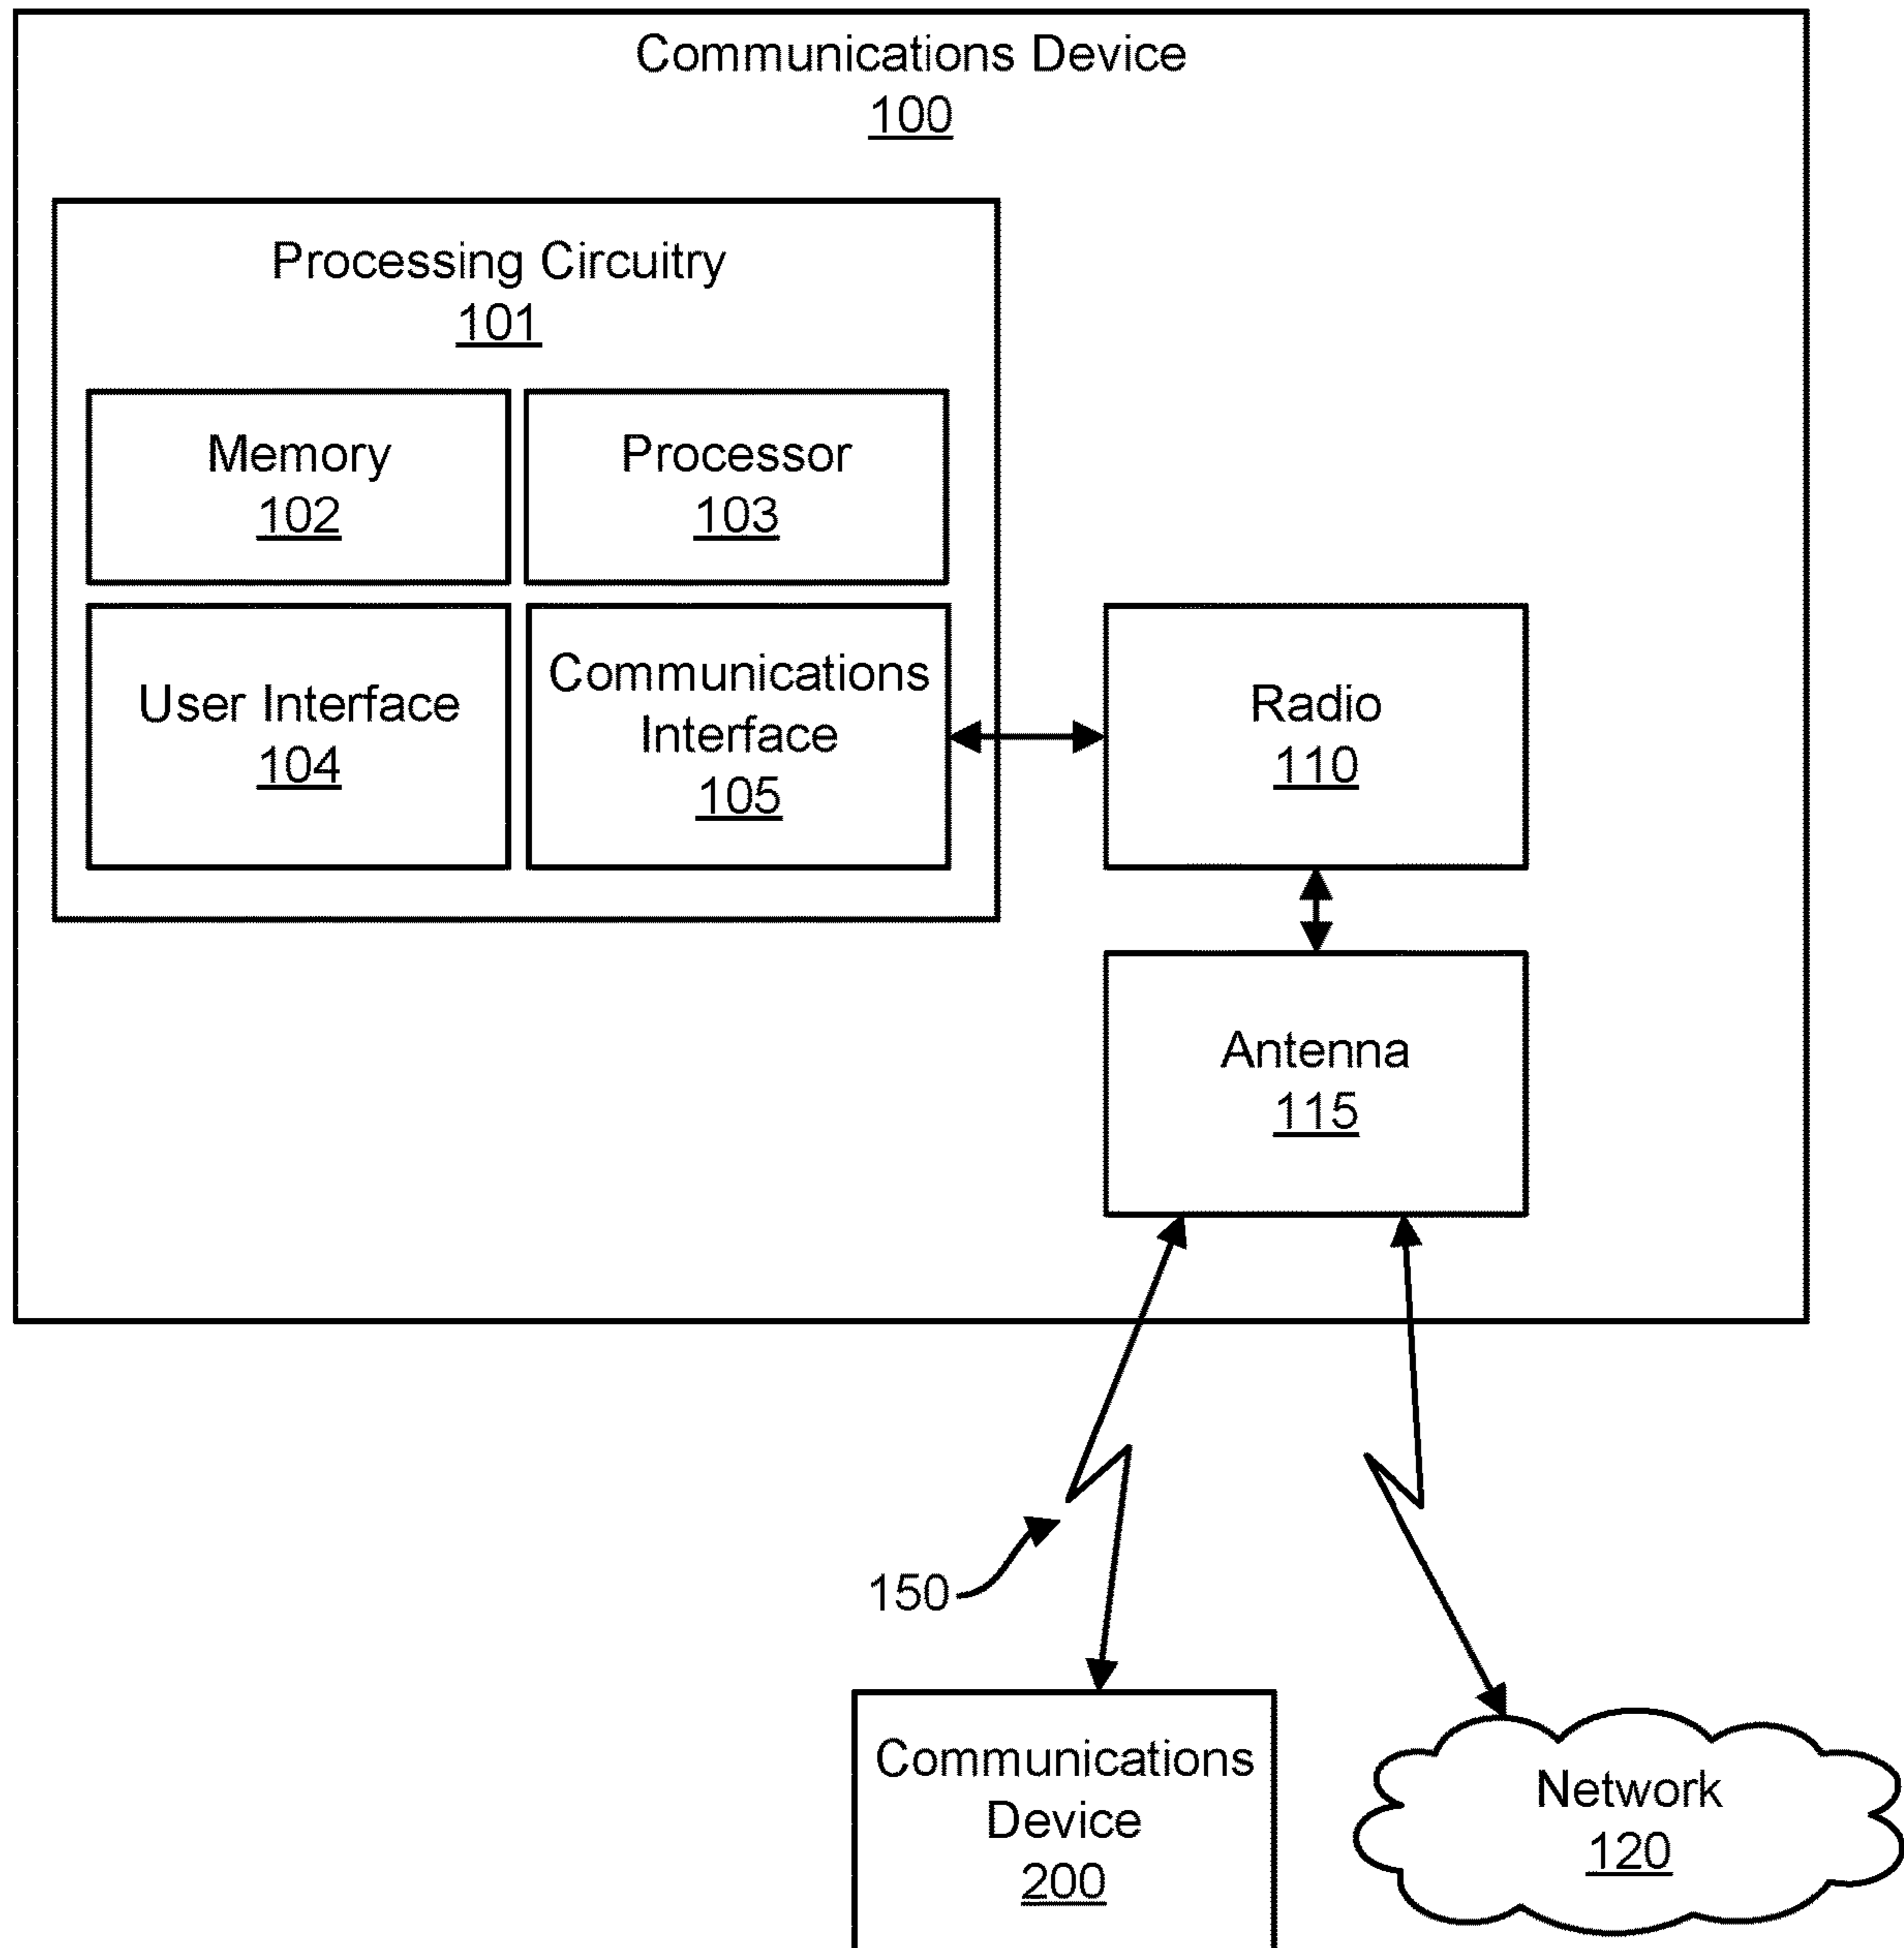 Communications Device
100
Processing Circuitry
101
Memory
102
Processor
103
User Interface
104
Communications
Interface
105
Radio
110
Antenna
115
150
Communications
Device
200
Network
120